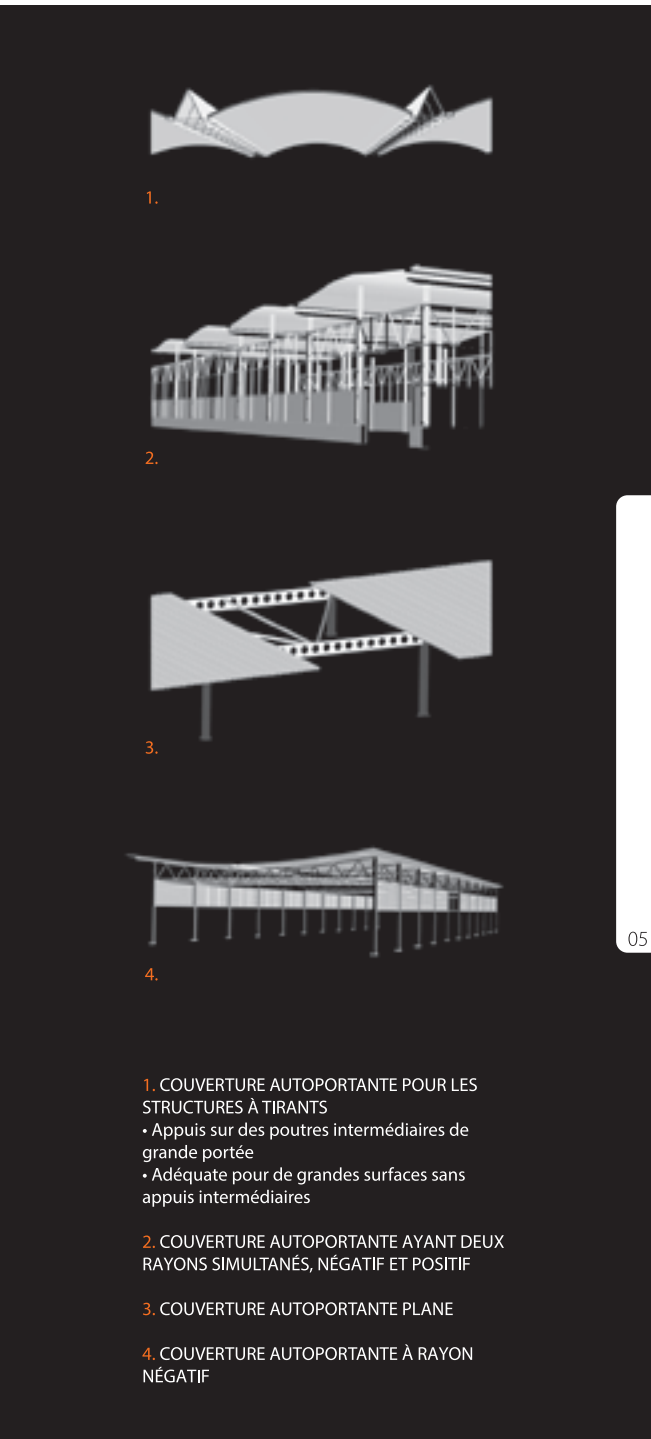 1.
2.
3.
4.
05
1. COUVERTURE AUTOPORTANTE POUR LES
STRUCTURES À TIRANTS
• Appuis sur des poutres intermédiaires de
grande portée
• Adéquate pour de grandes surfaces sans
appuis intermédiaires
2. COUVERTURE AUTOPORTANTE AYANT DEUX
RAYONS SIMULTANÉS, NÉGATIF ET POSITIF
3. COUVERTURE AUTOPORTANTE PLANE
4. COUVERTURE AUTOPORTANTE À RAYON
NÉGATIF